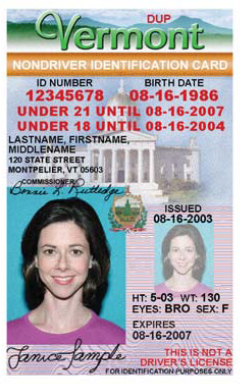 DUP
Vermont
NONDRIVER IDENTIFICATION CARD
ID NUMBER BIRTH DATE
12345678 08-16-1986
UNDER 21 UNTIL 08-16-2007
UNDER 18 UNTIL 08-16-2004
LASTNAME, FIRSTNAME,
MIDDLENAME
120 STATE STREET
MONTPELIER, VT 05603
COMMISSIONER
Bonnie L. Rutledge
ISSUED
08-16-2003
HT: 5-03 WT: 130
EYES: BRO SEX: F
EXPIRES
08-16-2007
Janice Sample
THIS IS NOT A
DRIVER'S LICENSE
FOR IDENTIFICATION PURPOSES ONLY